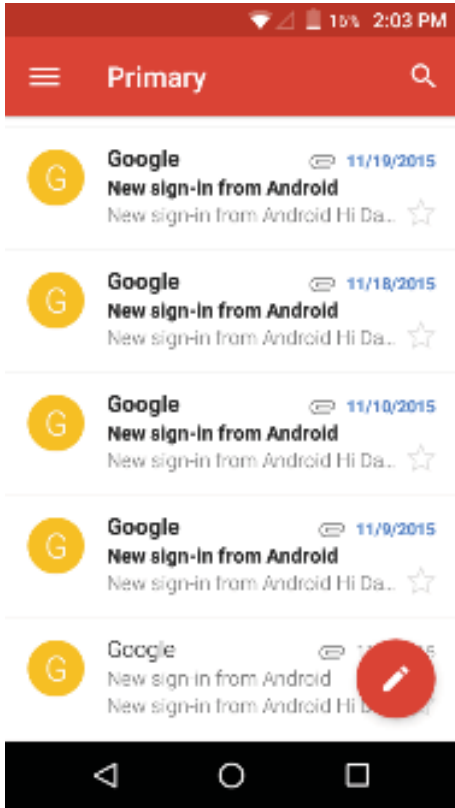 16% 2:03 PM
Primary
G Google 11/19/2015
New sign-in from Android
New sign-in from Android Hi Da...
G Google 11/18/2015
New sign-in from Android
New sign-in from Android Hi Da...
G Google 11/10/2015
New sign-in from Android
New sign-in from Android Hi Da...
G Google 11/9/2015
New sign-in from Android
New sign-in from Android Hi Da...
G Google
New sign-in from Android
New sign-in from Android Hi